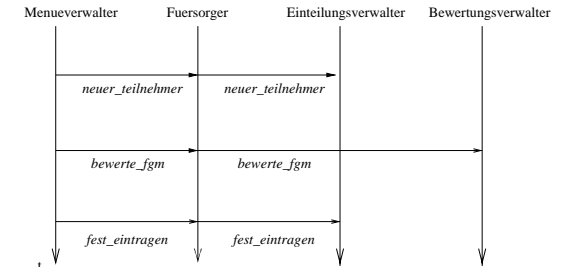 Menueverwalter Fuersorger Einteilungsverwalter Bewertungsverwalter
neuer_teilnehmer neuer_teilnehmer
bewerte_fgm bewerte_fgm
fest_eintragen fest_eintragen
t